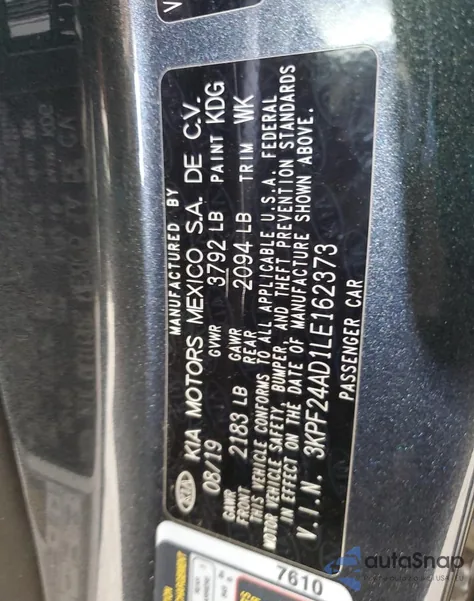 MANUFACTURED BY
KIA MOTORS MEXICO S.A. DE C.V.
08/19 GVWR 3792 LB PAINT KDG
GAWR FRONT 2183 LB GAWR REAR 2094 LB TRIM WK
THIS VEHICLE CONFORMS TO ALL APPLICABLE U.S.A. FEDERAL
MOTOR VEHICLE SAFETY, BUMPER, AND THEFT PREVENTION STANDARDS
IN EFFECT ON THE DATE OF MANUFACTURE SHOWN ABOVE.
V.I.N. 3KPF24AD1LE162373
PASSENGER CAR
KIA
7610
autaSnap